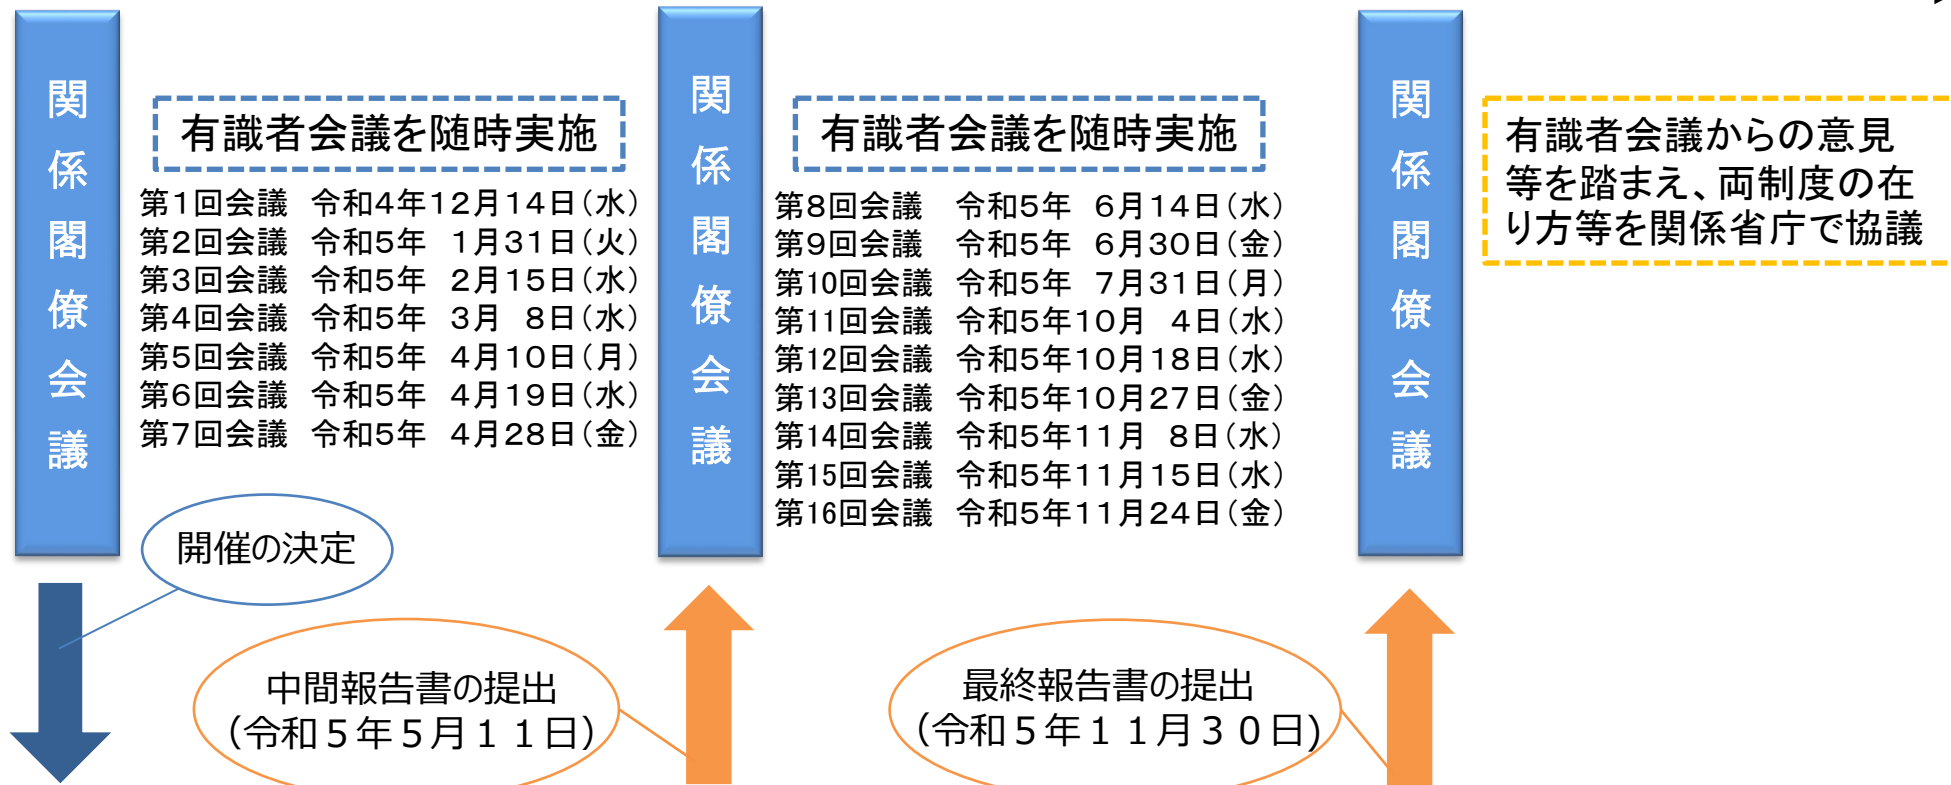 関係閣僚会議
有識者会議を随時実施
第1回会議　令和4年12月14日(水)
第2回会議　令和5年　1月31日(火)
第3回会議　令和5年　2月15日(水)
第4回会議　令和5年　3月　8日(水)
第5回会議　令和5年　4月10日(月)
第6回会議　令和5年　4月19日(水)
第7回会議　令和5年　4月28日(金)
開催の決定
中間報告書の提出
(令和５年５月１１日)
関係閣僚会議
有識者会議を随時実施
第8回会議　令和5年　6月14日(水)
第9回会議　令和5年　6月30日(金)
第10回会議　令和5年　7月31日(月)
第11回会議　令和5年10月　4日(水)
第12回会議　令和5年10月18日(水)
第13回会議　令和5年10月27日(金)
第14回会議　令和5年11月　8日(水)
第15回会議　令和5年11月15日(水)
第16回会議　令和5年11月24日(金)
最終報告書の提出
(令和５年１１月３０日)
関係閣僚会議
有識者会議からの意見
等を踏まえ、両制度の在
り方等を関係省庁で協議